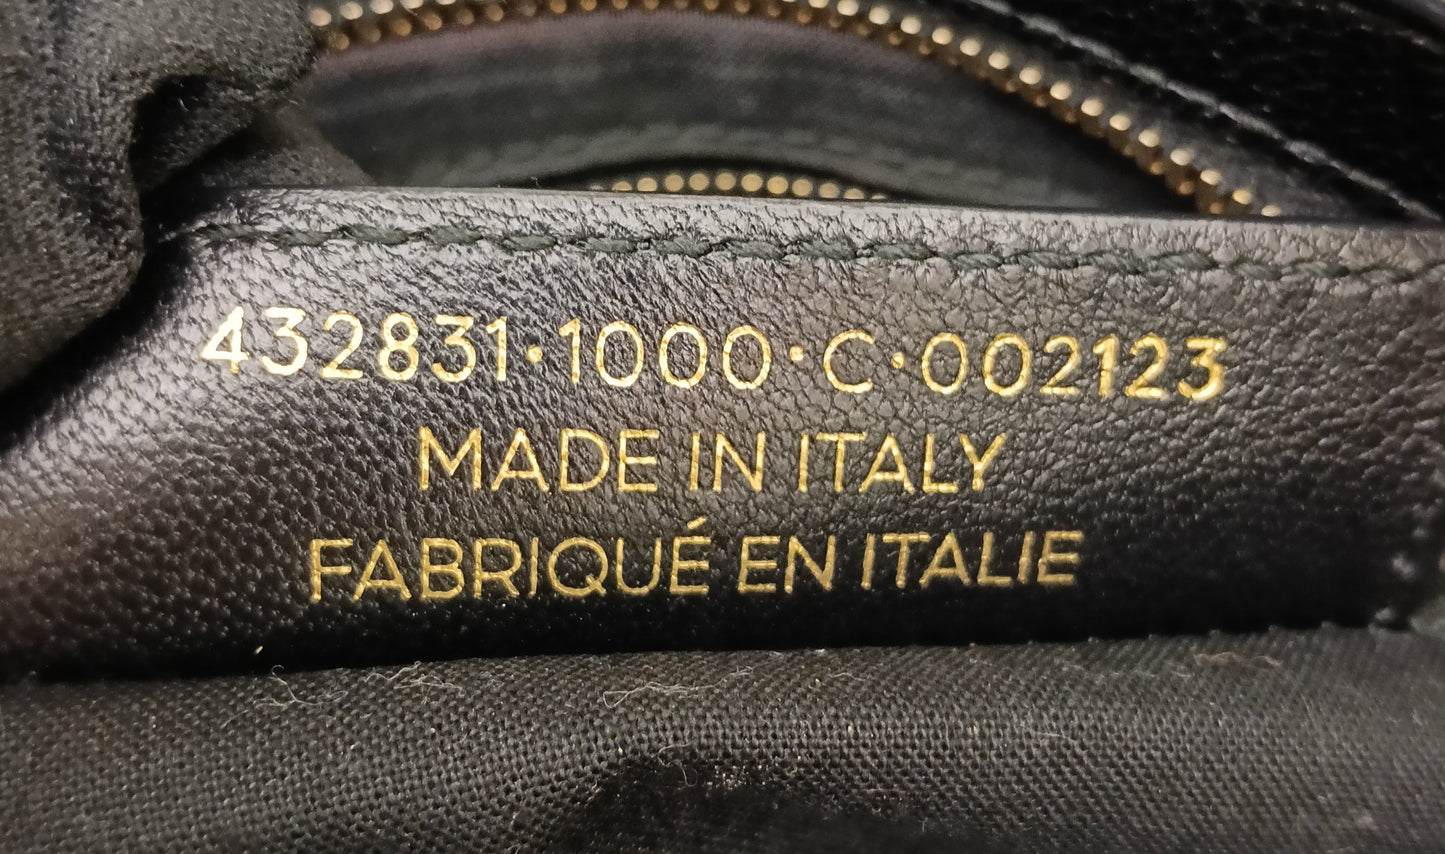 432831·1000·C·002123
MADE IN ITALY
FABRIQUÉ EN ITALIE